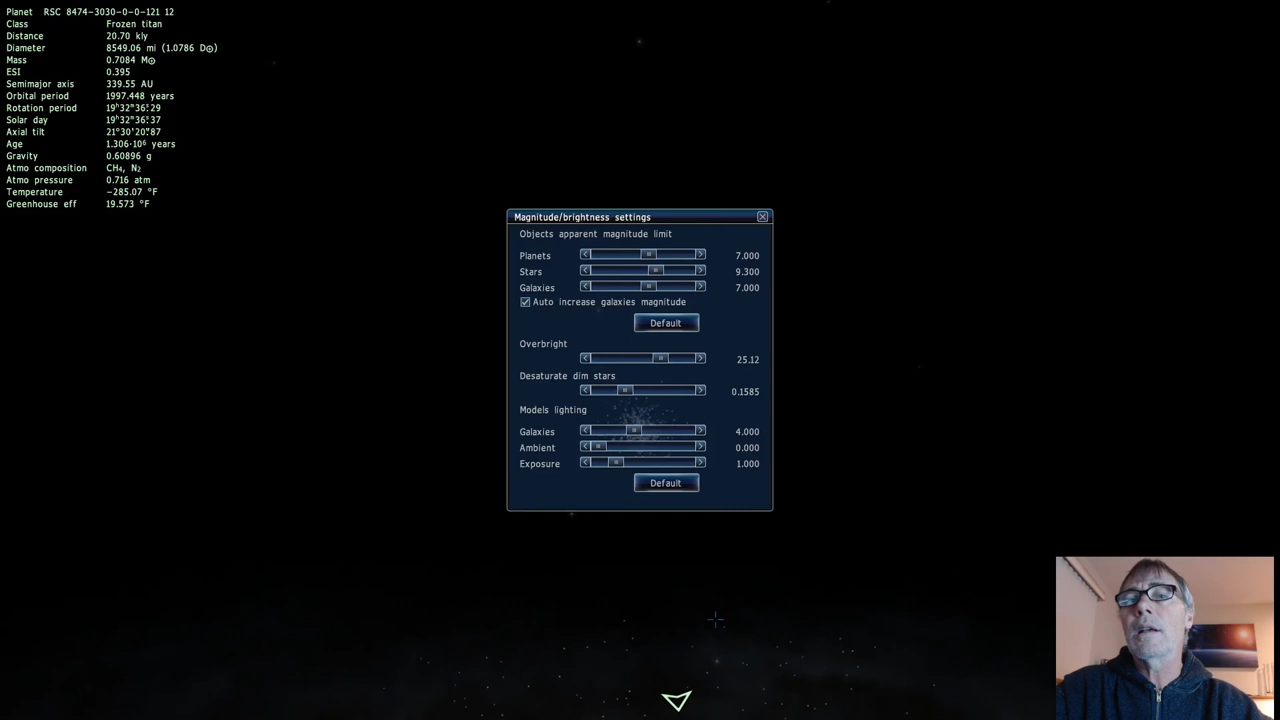 Planet RSC 8474-3030-0-0-121 12
Class Frozen titan
Distance 20.70 kly
Diameter 8549.06 mi (1.0786 D⊙)
Mass 0.7084 M⊙
ESI 0.395
Semimajor axis 339.55 AU
Orbital period 1997.448 years
Rotation period 19ʰ32ᵐ36ˢ.29
Solar day 19ʰ32ᵐ36ˢ.37
Axial tilt 21°30'20".87
Age 1.306·10⁶ years
Gravity 0.60896 g
Atmo composition CH₄, N₂
Atmo pressure 0.716 atm
Temperature -285.07 °F
Greenhouse eff 19.573 °F
Magnitude/brightness settings
Objects apparent magnitude limit
Planets 7.000
Stars 9.300
Galaxies 7.000
Auto increase galaxies magnitude
Default
Overbright
25.12
Desaturate dim stars
0.1585
Models lighting
Galaxies 4.000
Ambient 0.000
Exposure 1.000
Default